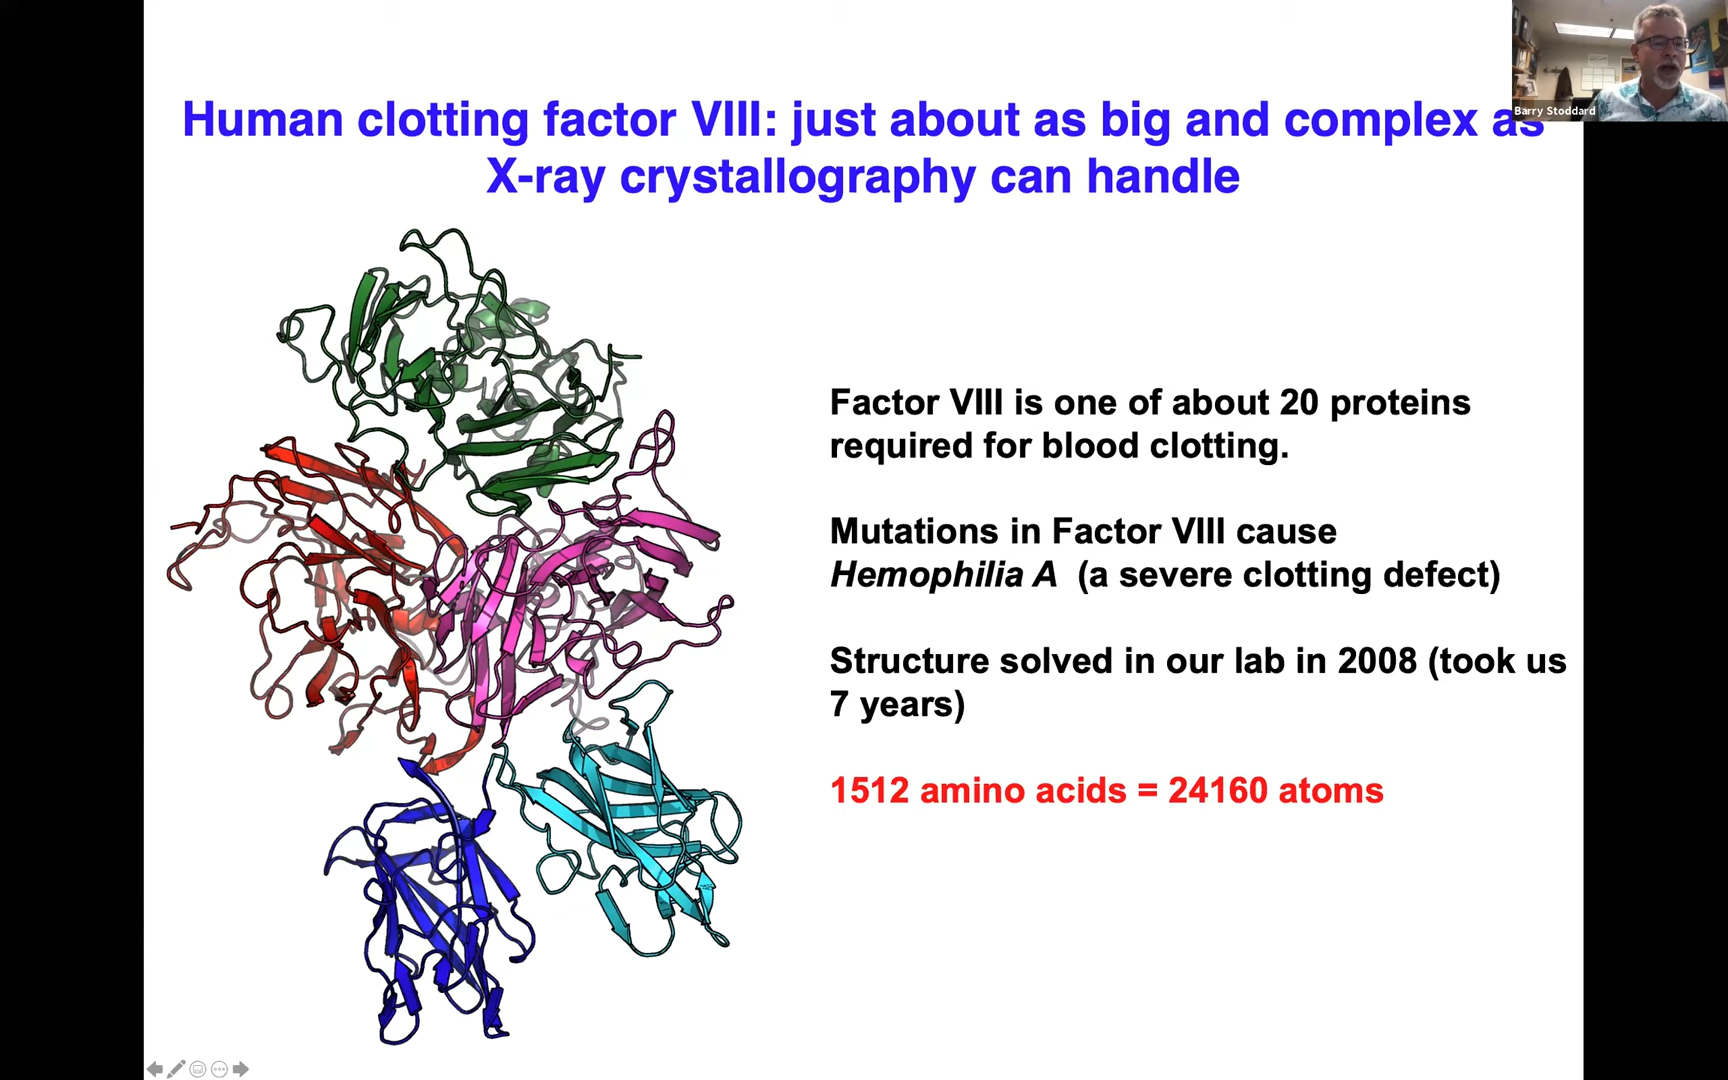 Barry Stoddard
Human clotting factor VIII: just about as big and complex as
X-ray crystallography can handle
Factor VIII is one of about 20 proteins
required for blood clotting.
Mutations in Factor VIII cause
Hemophilia A (a severe clotting defect)
Structure solved in our lab in 2008 (took us
7 years)
1512 amino acids = 24160 atoms